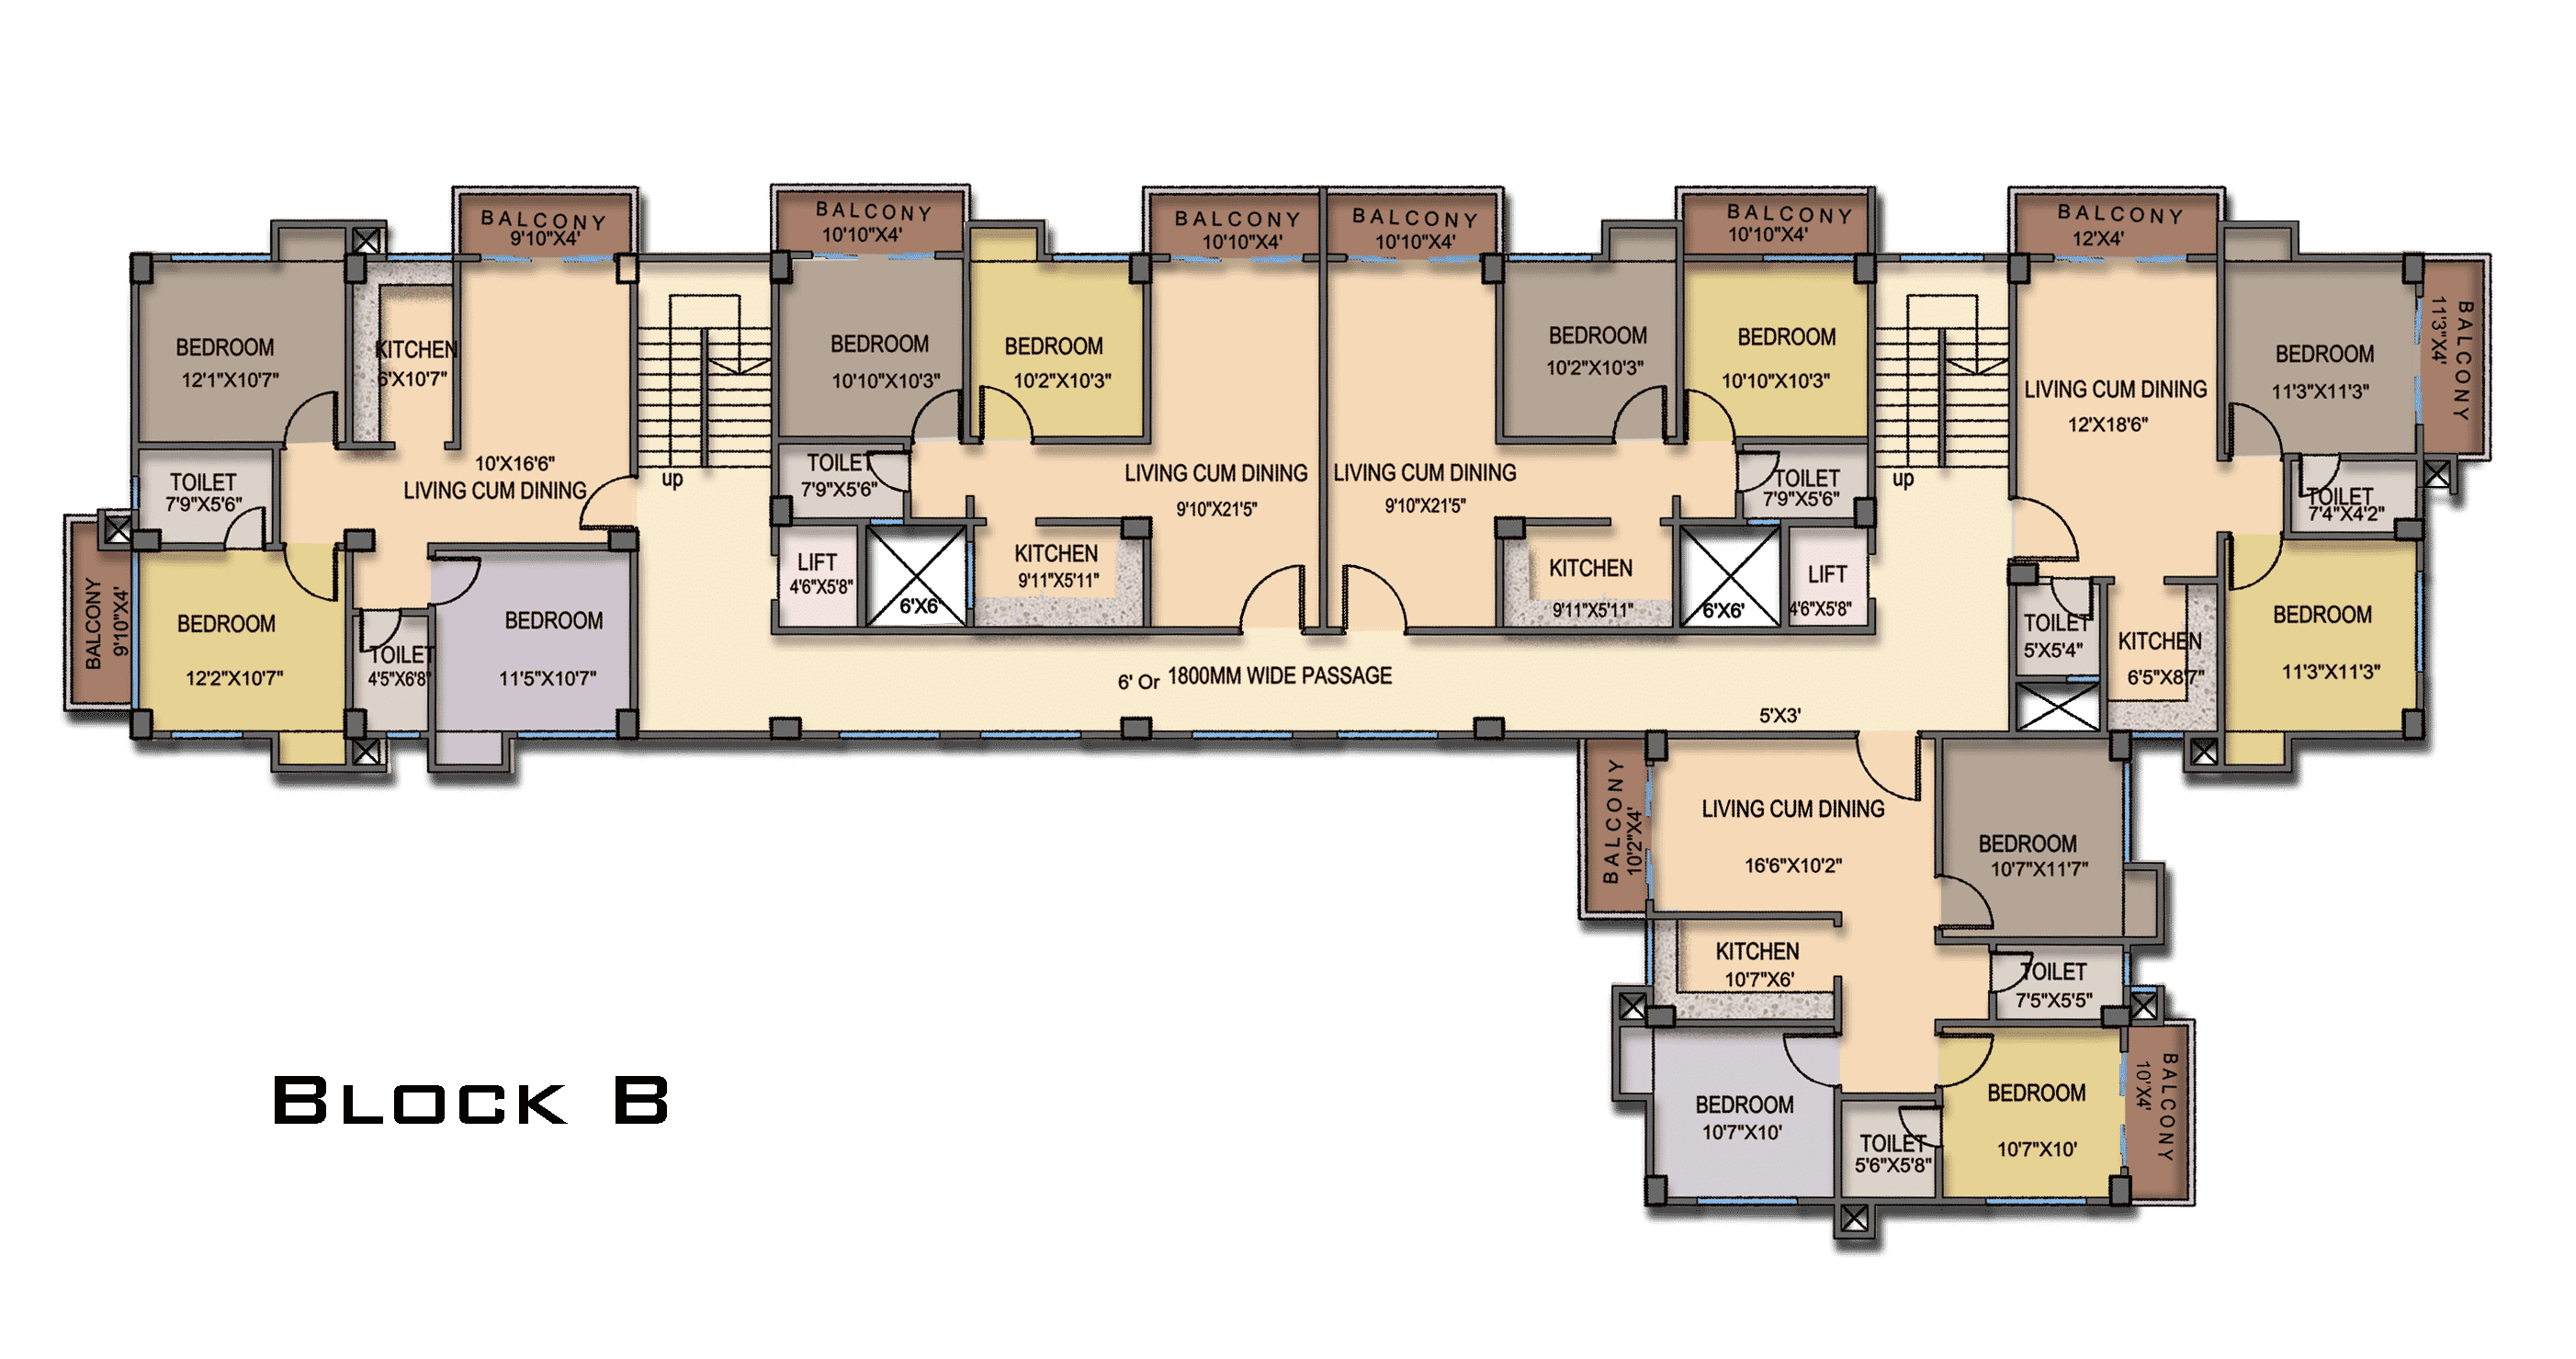 BALCONY
9'10"X4'
BALCONY
10'10"X4'
BALCONY
10'10"X4'
BALCONY
10'10"X4'
BALCONY
10'10"X4'
BALCONY
12'X4'
BEDROOM
12'1"X10'7"
KITCHEN
6'X10'7"
10'X16'6"
LIVING CUM DINING
TOILET
7'9"X5'6"
BALCONY
9'10"X4'
BEDROOM
12'2"X10'7"
TOILET
4'5"X6'8"
BEDROOM
11'5"X10'7"
up
BEDROOM
10'10"X10'3"
BEDROOM
10'2"X10'3"
TOILET
7'9"X5'6"
LIVING CUM DINING
9'10"X21'5"
LIFT
4'6"X5'8"
6'X6'
KITCHEN
9'11"X5'11"
LIVING CUM DINING
9'10"X21'5"
BEDROOM
10'2"X10'3"
BEDROOM
10'10"X10'3"
TOILET
7'9"X5'6"
KITCHEN
9'11"X5'11"
6'X6'
LIFT
4'6"X5'8"
up
LIVING CUM DINING
12'X18'6"
BEDROOM
11'3"X11'3"
BALCONY
11'3"X4'
TOILET
7'4"X4'2"
TOILET
5'X5'4"
KITCHEN
6'5"X8'7"
BEDROOM
11'3"X11'3"
6' Or 1800MM WIDE PASSAGE
5'X3'
BALCONY
10'2"X4'
LIVING CUM DINING
16'6"X10'2"
BEDROOM
10'7"X11'7"
KITCHEN
10'7"X6'
TOILET
7'5"X5'5"
BEDROOM
10'7"X10'
TOILET
5'6"X5'8"
BEDROOM
10'7"X10'
BALCONY
10'X4'
BLOCK B